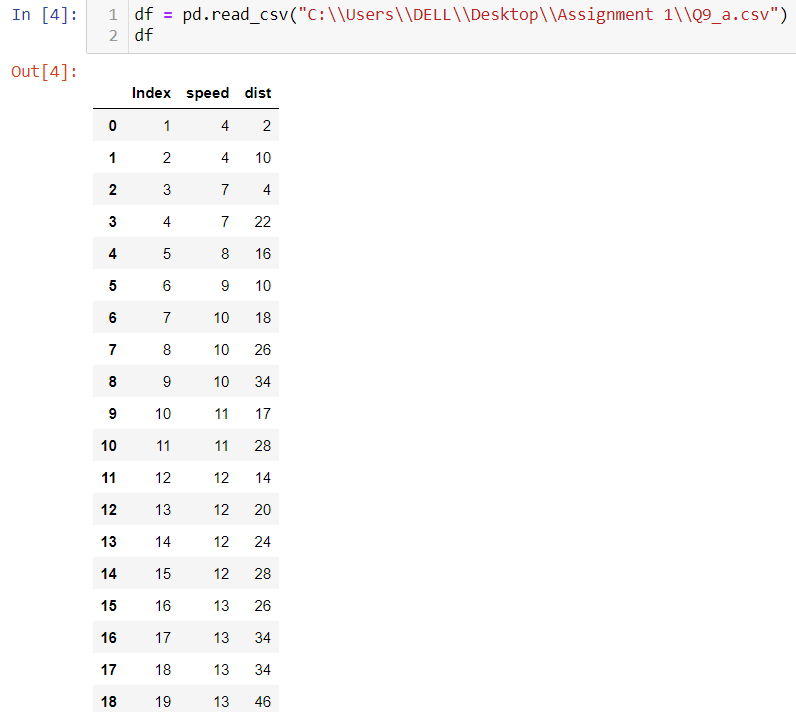 In [4]: 1 df = pd.read_csv("C:\\Users\\DELL\\Desktop\\Assignment 1\\Q9_a.csv")
2 df
Out[4]:
Index speed dist
0 1 4 2
1 2 4 10
2 3 7 4
3 4 7 22
4 5 8 16
5 6 9 10
6 7 10 18
7 8 10 26
8 9 10 34
9 10 11 17
10 11 11 28
11 12 12 14
12 13 12 20
13 14 12 24
14 15 12 28
15 16 13 26
16 17 13 34
17 18 13 34
18 19 13 46